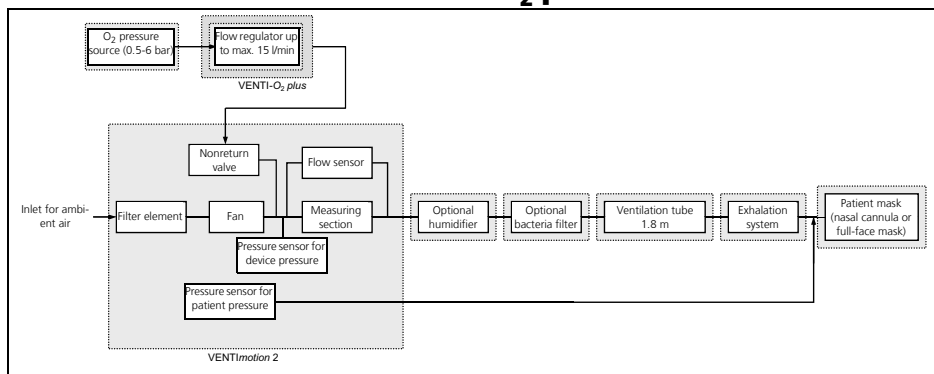 O₂ pressure
source (0.5-6 bar)
Flow regulator up
to max. 15 l/min
VENTI-O₂ plus
Nonreturn
valve
Flow sensor
Inlet for ambi-
ent air
Filter element
Fan
Measuring
section
Optional
humidifier
Optional
bacteria filter
Ventilation tube
1.8 m
Exhalation
system
Patient mask
(nasal cannula or
full-face mask)
Pressure sensor for
device pressure
Pressure sensor for
patient pressure
VENTImotion 2